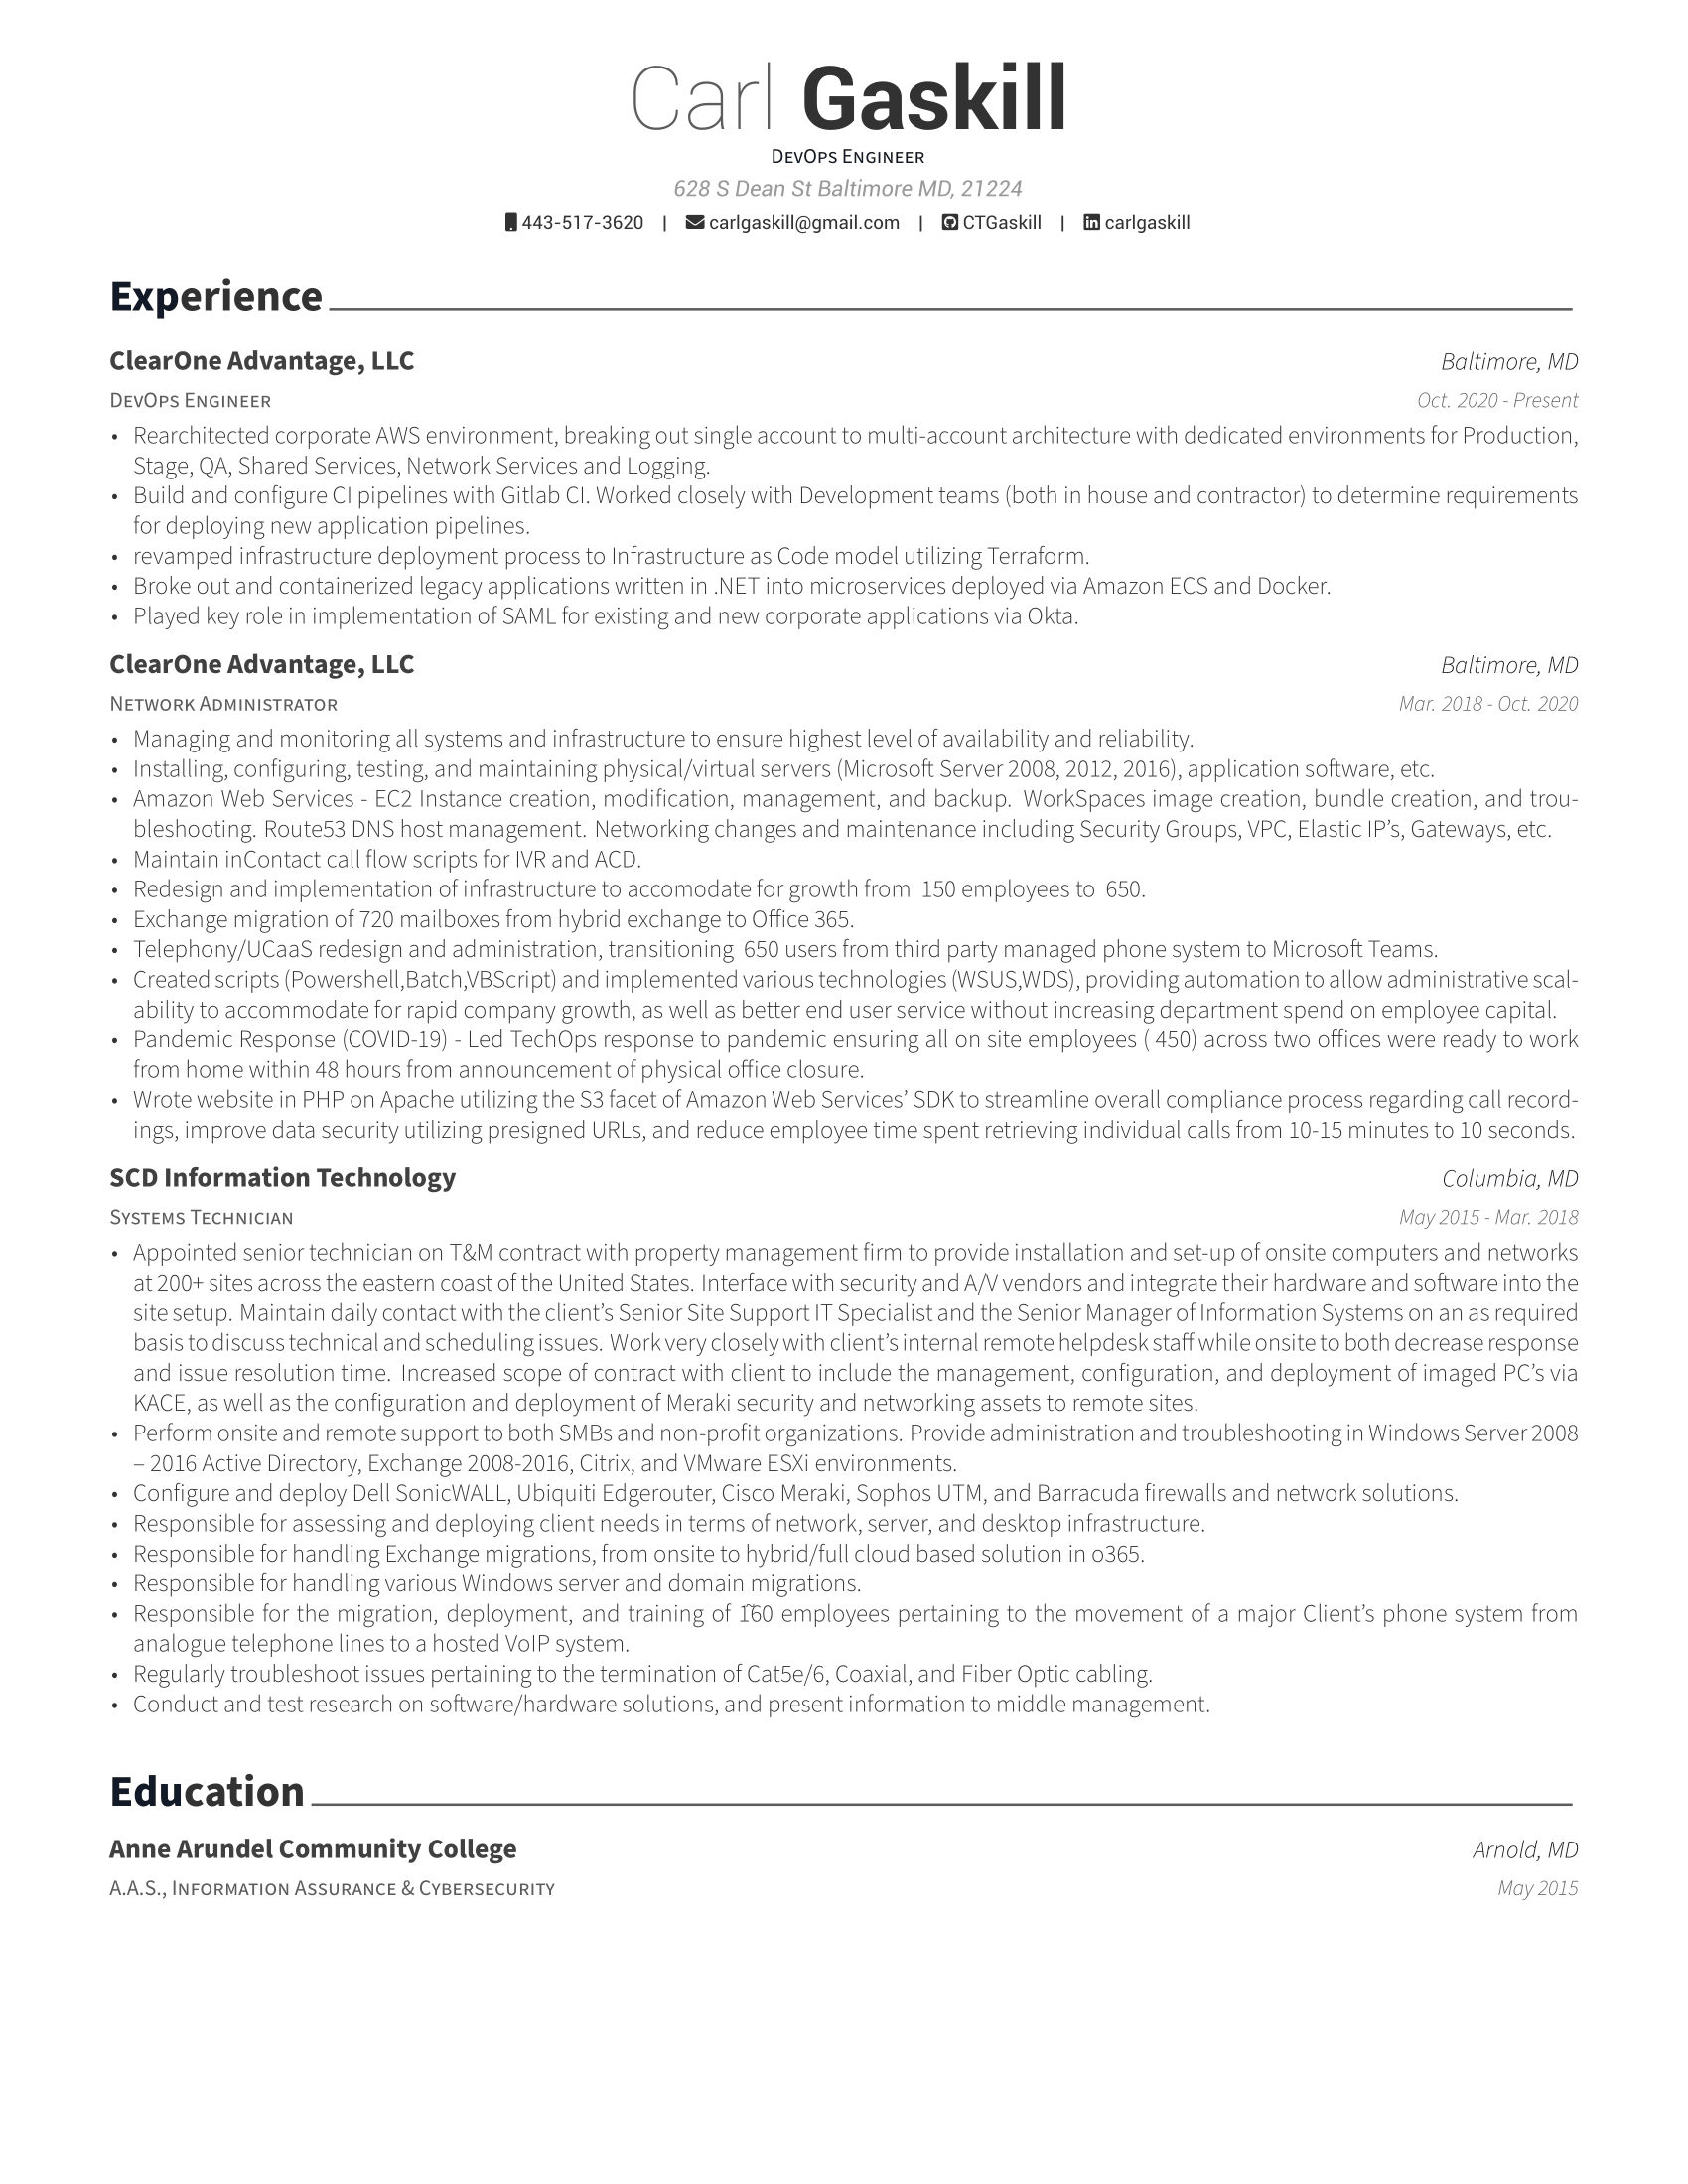 Carl Gaskill
DevOps Engineer
628 S Dean St Baltimore MD, 21224
443-517-3620 | carlgaskill@gmail.com | CTGaskill | carlgaskill
Experience
ClearOne Advantage, LLC Baltimore, MD
DevOps Engineer Oct. 2020 - Present
• Rearchitected corporate AWS environment, breaking out single account to multi-account architecture with dedicated environments for Production,
Stage, QA, Shared Services, Network Services and Logging.
• Build and configure CI pipelines with Gitlab CI. Worked closely with Development teams (both in house and contractor) to determine requirements
for deploying new application pipelines.
• revamped infrastructure deployment process to Infrastructure as Code model utilizing Terraform.
• Broke out and containerized legacy applications written in .NET into microservices deployed via Amazon ECS and Docker.
• Played key role in implementation of SAML for existing and new corporate applications via Okta.
ClearOne Advantage, LLC Baltimore, MD
Network Administrator Mar. 2018 - Oct. 2020
• Managing and monitoring all systems and infrastructure to ensure highest level of availability and reliability.
• Installing, configuring, testing, and maintaining physical/virtual servers (Microsoft Server 2008, 2012, 2016), application software, etc.
• Amazon Web Services - EC2 Instance creation, modification, management, and backup. WorkSpaces image creation, bundle creation, and trou-
bleshooting. Route53 DNS host management. Networking changes and maintenance including Security Groups, VPC, Elastic IP’s, Gateways, etc.
• Maintain inContact call flow scripts for IVR and ACD.
• Redesign and implementation of infrastructure to accomodate for growth from 150 employees to 650.
• Exchange migration of 720 mailboxes from hybrid exchange to Office 365.
• Telephony/UCaaS redesign and administration, transitioning 650 users from third party managed phone system to Microsoft Teams.
• Created scripts (Powershell,Batch,VBScript) and implemented various technologies (WSUS,WDS), providing automation to allow administrative scal-
ability to accommodate for rapid company growth, as well as better end user service without increasing department spend on employee capital.
• Pandemic Response (COVID-19) - Led TechOps response to pandemic ensuring all on site employees ( 450) across two offices were ready to work
from home within 48 hours from announcement of physical office closure.
• Wrote website in PHP on Apache utilizing the S3 facet of Amazon Web Services’ SDK to streamline overall compliance process regarding call record-
ings, improve data security utilizing presigned URLs, and reduce employee time spent retrieving individual calls from 10-15 minutes to 10 seconds.
SCD Information Technology Columbia, MD
Systems Technician May 2015 - Mar. 2018
• Appointed senior technician on T&M contract with property management firm to provide installation and set-up of onsite computers and networks
at 200+ sites across the eastern coast of the United States. Interface with security and A/V vendors and integrate their hardware and software into the
site setup. Maintain daily contact with the client’s Senior Site Support IT Specialist and the Senior Manager of Information Systems on an as required
basis to discuss technical and scheduling issues. Work very closely with client’s internal remote helpdesk staff while onsite to both decrease response
and issue resolution time. Increased scope of contract with client to include the management, configuration, and deployment of imaged PC’s via
KACE, as well as the configuration and deployment of Meraki security and networking assets to remote sites.
• Perform onsite and remote support to both SMBs and non-profit organizations. Provide administration and troubleshooting in Windows Server 2008
– 2016 Active Directory, Exchange 2008-2016, Citrix, and VMware ESXi environments.
• Configure and deploy Dell SonicWALL, Ubiquiti Edgerouter, Cisco Meraki, Sophos UTM, and Barracuda firewalls and network solutions.
• Responsible for assessing and deploying client needs in terms of network, server, and desktop infrastructure.
• Responsible for handling Exchange migrations, from onsite to hybrid/full cloud based solution in o365.
• Responsible for handling various Windows server and domain migrations.
• Responsible for the migration, deployment, and training of 1̃60 employees pertaining to the movement of a major Client’s phone system from
analogue telephone lines to a hosted VoIP system.
• Regularly troubleshoot issues pertaining to the termination of Cat5e/6, Coaxial, and Fiber Optic cabling.
• Conduct and test research on software/hardware solutions, and present information to middle management.
Education
Anne Arundel Community College Arnold, MD
A.A.S., Information Assurance & Cybersecurity May 2015